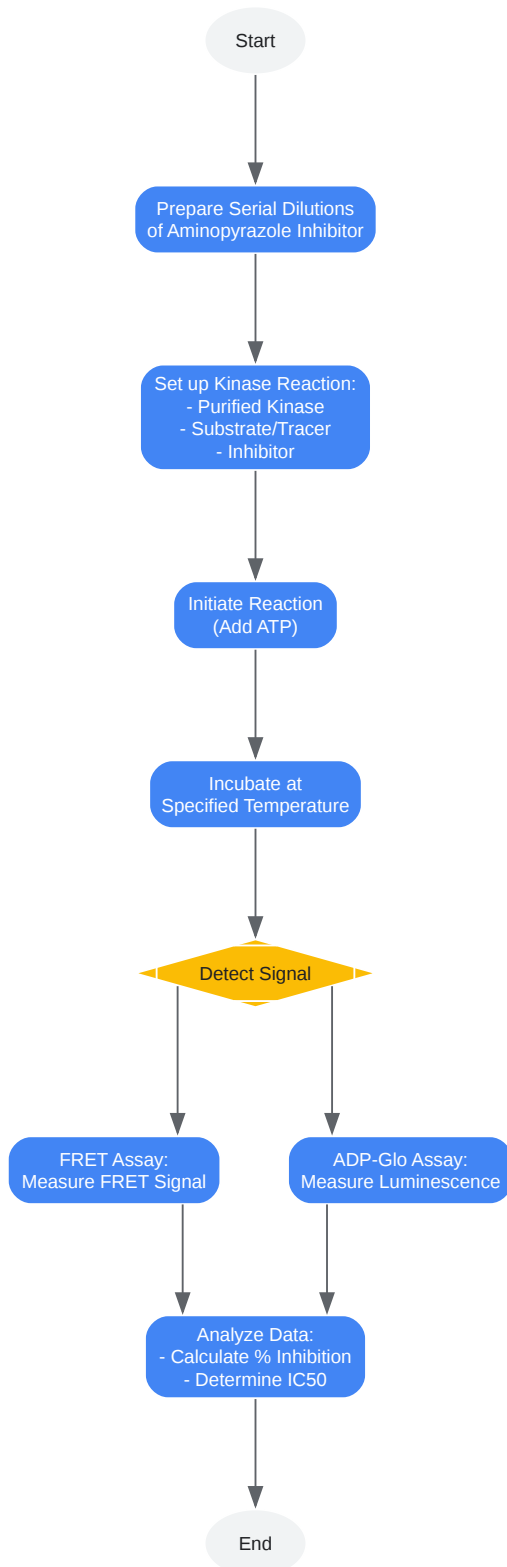 Start
Prepare Serial Dilutions
of Aminopyrazole Inhibitor
Set up Kinase Reaction:
- Purified Kinase
- Substrate/Tracer
- Inhibitor
Initiate Reaction
(Add ATP)
Incubate at
Specified Temperature
Detect Signal
FRET Assay:
Measure FRET Signal
ADP-Glo Assay:
Measure Luminescence
Analyze Data:
- Calculate % Inhibition
- Determine IC50
End